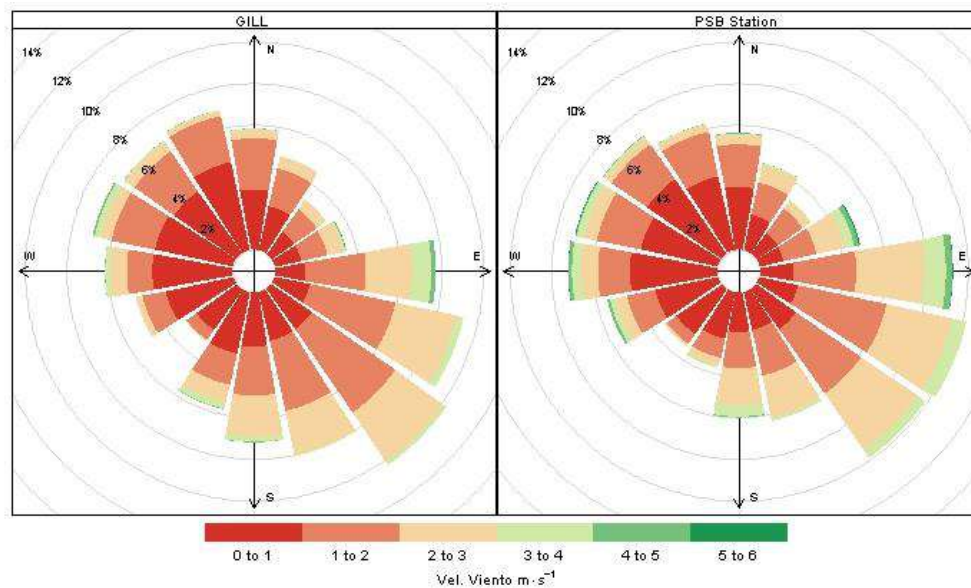 GILL
PSB Station
14%
12%
10%
8%
6%
4%
2%
N
W
E
S
14%
12%
10%
8%
6%
4%
2%
N
W
E
S
0 to 1
1 to 2
2 to 3
3 to 4
4 to 5
5 to 6
Vel. Viento m·s⁻¹